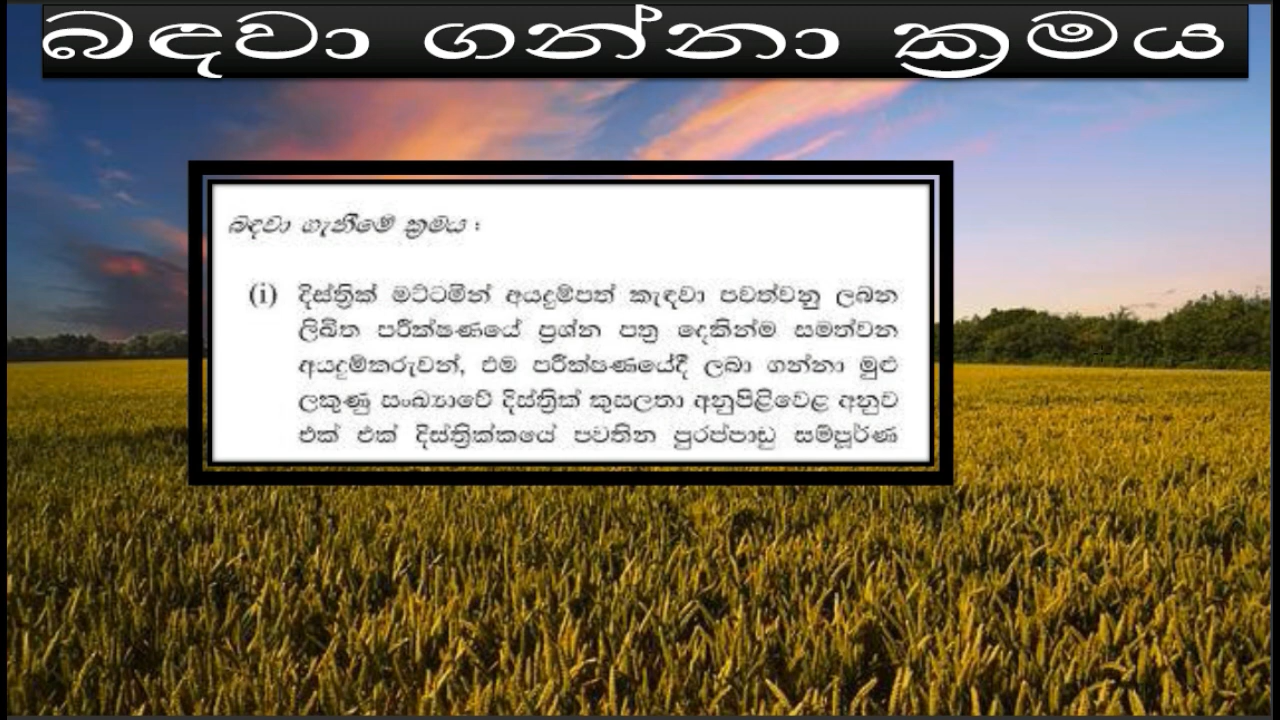 බඳවා ගන්නා ක්‍රමය
බඳවා ගැනීමේ ක්‍රමය :
(i) දිස්ත්‍රික් මට්ටමින් අයදුම්පත් කැඳවා පවත්වනු ලබන
ලිඛිත පරීක්ෂණයේ ප්‍රශ්න පත්‍ර දෙකින්ම සමත්වන
අයදුම්කරුවන්, එම පරීක්ෂණයේදී ලබා ගන්නා මුළු
ලකුණු සංඛ්‍යාවේ දිස්ත්‍රික් කුසලතා අනුපිළිවෙළ අනුව
එක් එක් දිස්ත්‍රික්කයේ පවතින පුරප්පාඩු සම්පූර්ණ